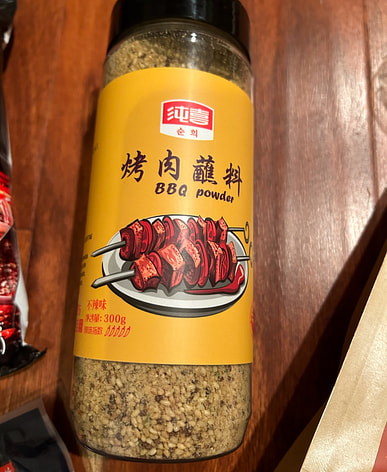 纯喜
순희
烤肉蘸料
BBQ powder
不辣味
净含量:300g